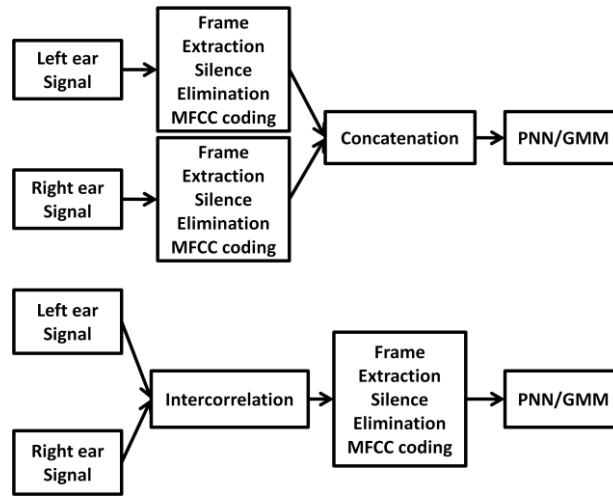 Left ear
Signal
Frame
Extraction
Silence
Elimination
MFCC coding
Right ear
Signal
Frame
Extraction
Silence
Elimination
MFCC coding
Concatenation
PNN/GMM
Left ear
Signal
Right ear
Signal
Intercorrelation
Frame
Extraction
Silence
Elimination
MFCC coding
PNN/GMM